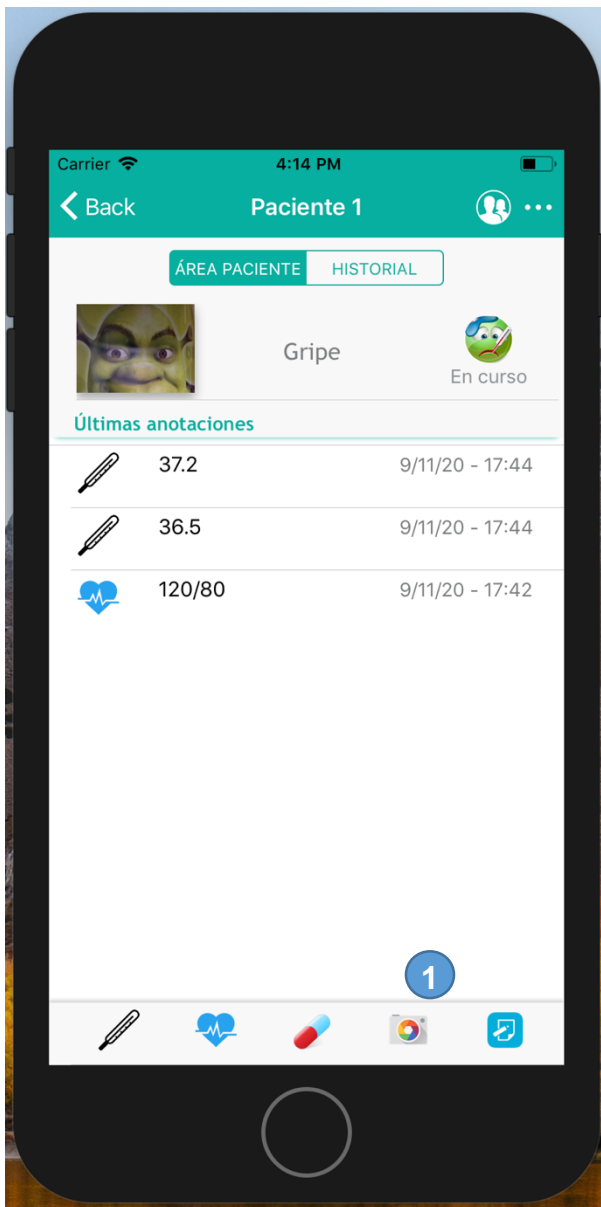 Carrier 4:14 PM
Back Paciente 1 ...
ÁREA PACIENTE HISTORIAL
Gripe
En curso
Últimas anotaciones
37.2 9/11/20 - 17:44
36.5 9/11/20 - 17:44
120/80 9/11/20 - 17:42
1